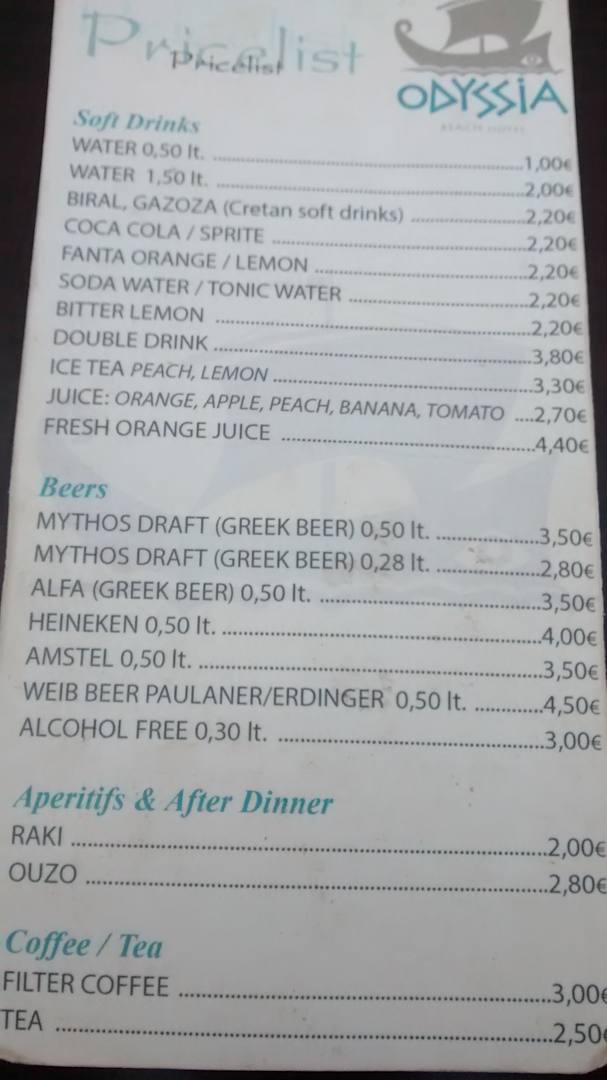 Pricelist
Pricelist
ODYSSIA
BEACH HOTEL
Soft Drinks
WATER 0,50 lt. ............ 1,00€
WATER 1,50 lt. ............ 2,00€
BIRAL, GAZOZA (Cretan soft drinks) ............ 2,20€
COCA COLA / SPRITE ............ 2,20€
FANTA ORANGE / LEMON ............ 2,20€
SODA WATER / TONIC WATER ............ 2,20€
BITTER LEMON ............ 2,20€
DOUBLE DRINK ............ 3,80€
ICE TEA PEACH, LEMON ............ 3,30€
JUICE: ORANGE, APPLE, PEACH, BANANA, TOMATO ....2,70€
FRESH ORANGE JUICE ............ 4,40€
Beers
MYTHOS DRAFT (GREEK BEER) 0,50 lt. ............ 3,50€
MYTHOS DRAFT (GREEK BEER) 0,28 lt. ............ 2,80€
ALFA (GREEK BEER) 0,50 lt. ............ 3,50€
HEINEKEN 0,50 lt. ............ 4,00€
AMSTEL 0,50 lt. ............ 3,50€
WEIB BEER PAULANER/ERDINGER 0,50 lt. ............ 4,50€
ALCOHOL FREE 0,30 lt. ............ 3,00€
Aperitifs & After Dinner
RAKI ............ 2,00€
OUZO ............ 2,80€
Coffee / Tea
FILTER COFFEE ............ 3,00€
TEA ............ 2,50€